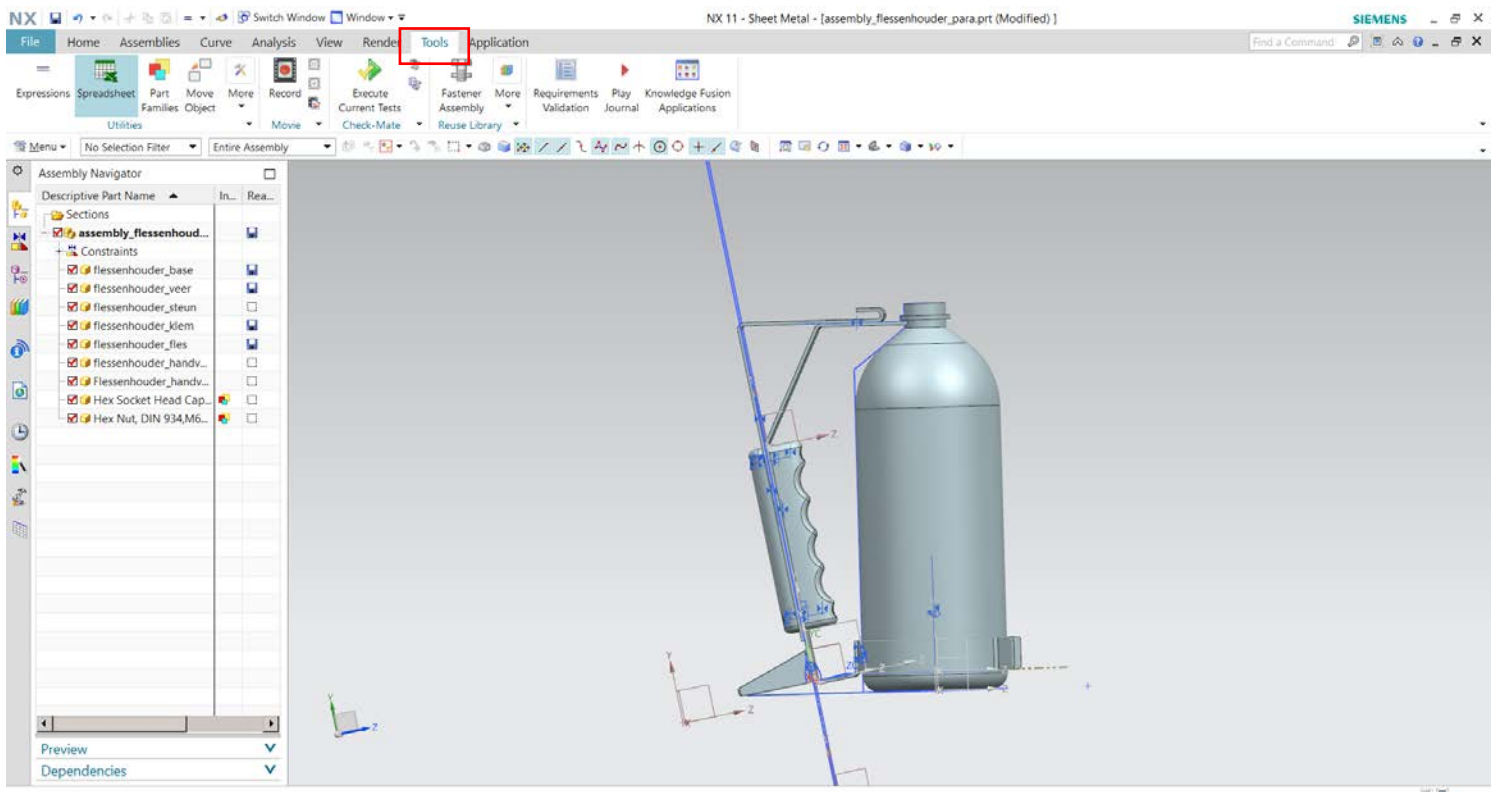 NX Switch Window Window NX 11 - Sheet Metal - [assembly_flessenhouder_para.prt (Modified) ] SIEMENS
File Home Assemblies Curve Analysis View Render Tools Application Find a Command
Expressions Spreadsheet Part Families Move Object More Record Execute Current Tests Fastener Assembly More Requirements Validation Play Journal Knowledge Fusion Applications
Utilities Movie Check-Mate Reuse Library
Menu No Selection Filter Entire Assembly
Assembly Navigator
Descriptive Part Name In... Rea...
Sections
assembly_flessenhoud...
Constraints
flessenhouder_base
flessenhouder_veer
flessenhouder_steun
flessenhouder_klem
flessenhouder_fles
flessenhouder_handv...
Flessenhouder_handv...
Hex Socket Head Cap...
Hex Nut, DIN 934,M6...
Z
YC
Y
Z
Y
Z
Preview
Dependencies